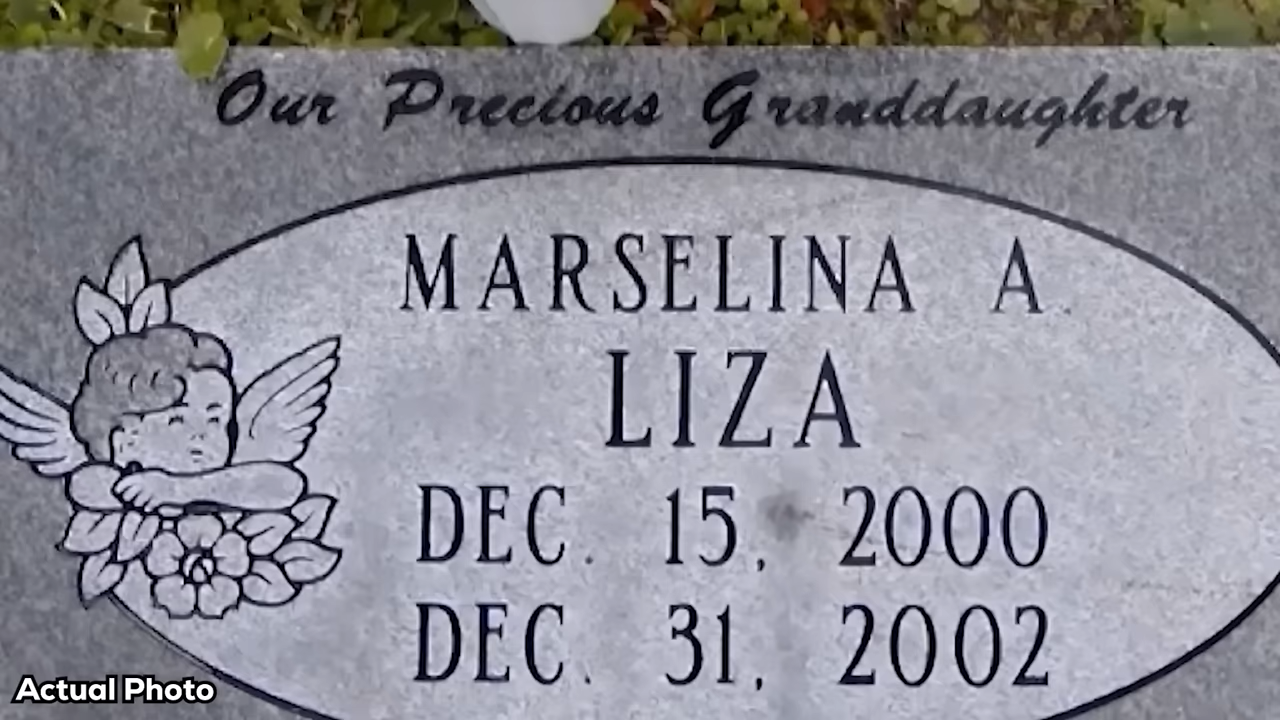 Our Precious Granddaughter
MARSELINA A.
LIZA
DEC. 15, 2000
DEC. 31, 2002
Actual Photo